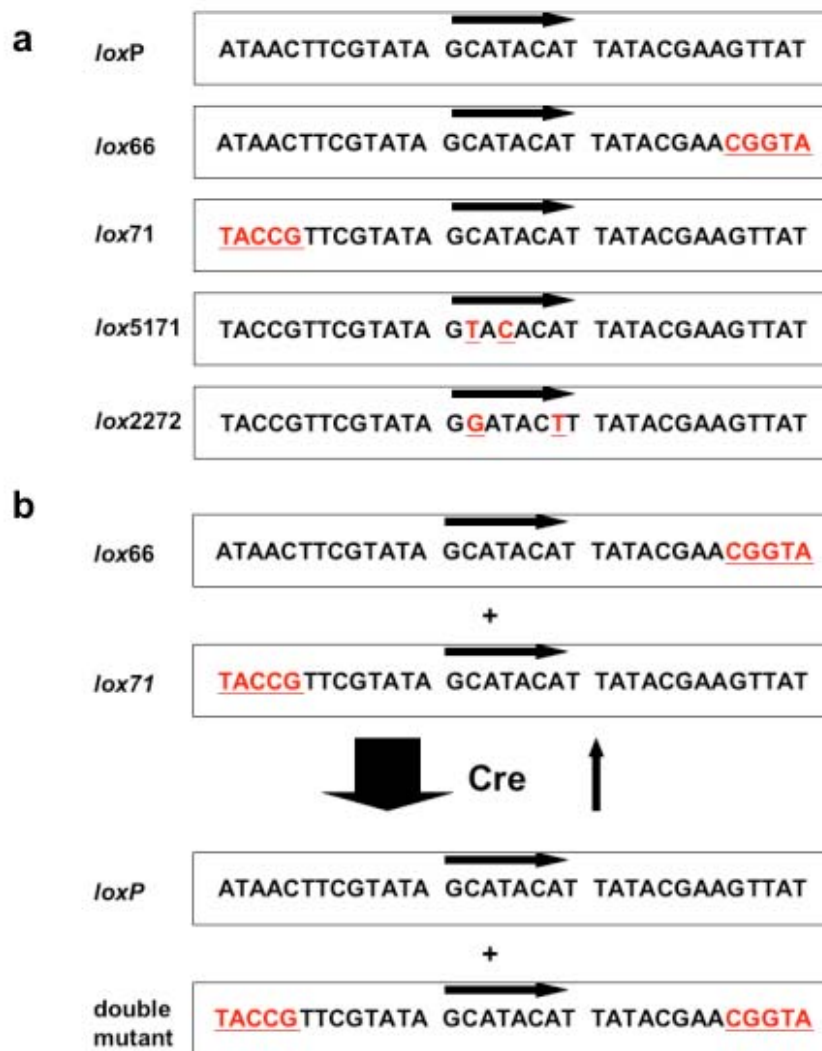 a
loxP ATAACTTCGTATA GCATACAT TATACGAAGTTAT
lox66 ATAACTTCGTATA GCATACAT TATACGAACGGTA
lox71 TACCGTTCGTATA GCATACAT TATACGAAGTTAT
lox5171 TACCGTTCGTATA GTACACAT TATACGAAGTTAT
lox2272 TACCGTTCGTATA GGATACTT TATACGAAGTTAT
b
lox66 ATAACTTCGTATA GCATACAT TATACGAACGGTA
+
lox71 TACCGTTCGTATA GCATACAT TATACGAAGTTAT
Cre
loxP ATAACTTCGTATA GCATACAT TATACGAAGTTAT
+
double
mutant TACCGTTCGTATA GCATACAT TATACGAACGGTA